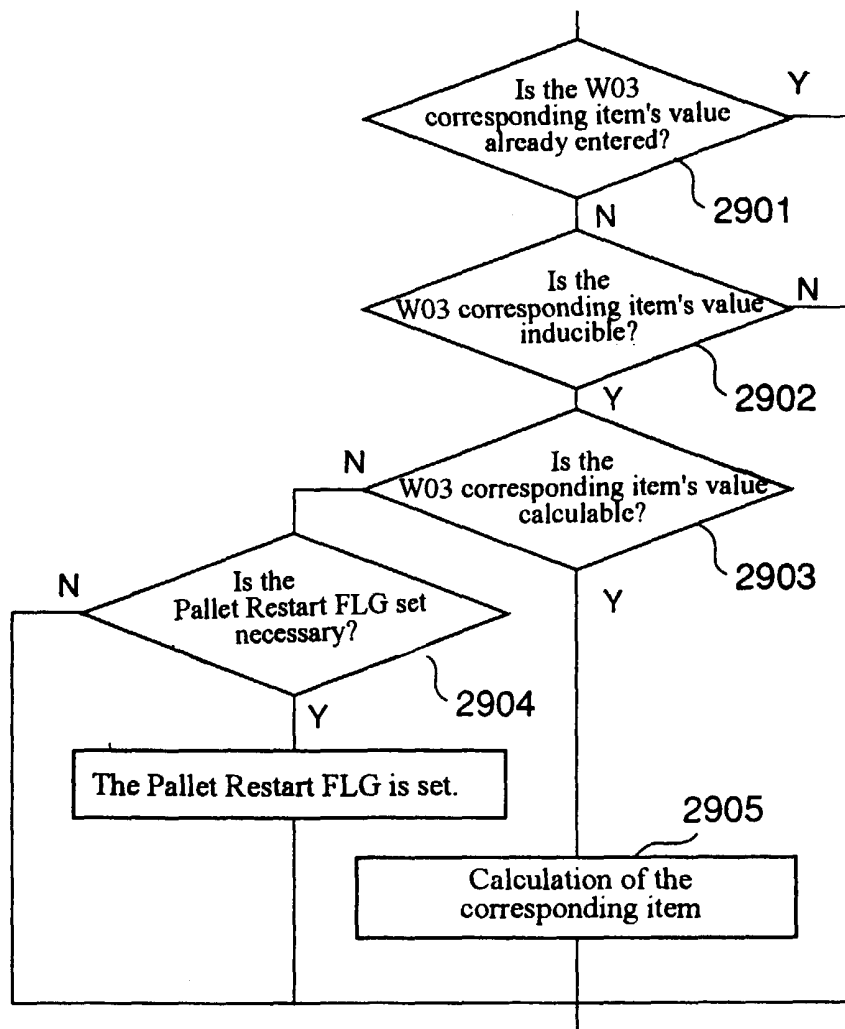 Is the W03
corresponding item's value
already entered?
Y
2901
N
Is the
W03 corresponding item's value
inducible?
N
2902
Y
Is the
W03 corresponding item's value
calculable?
N
2903
Y
Is the
Pallet Restart FLG set
necessary?
N
2904
Y
The Pallet Restart FLG is set.
2905
Calculation of the
corresponding item